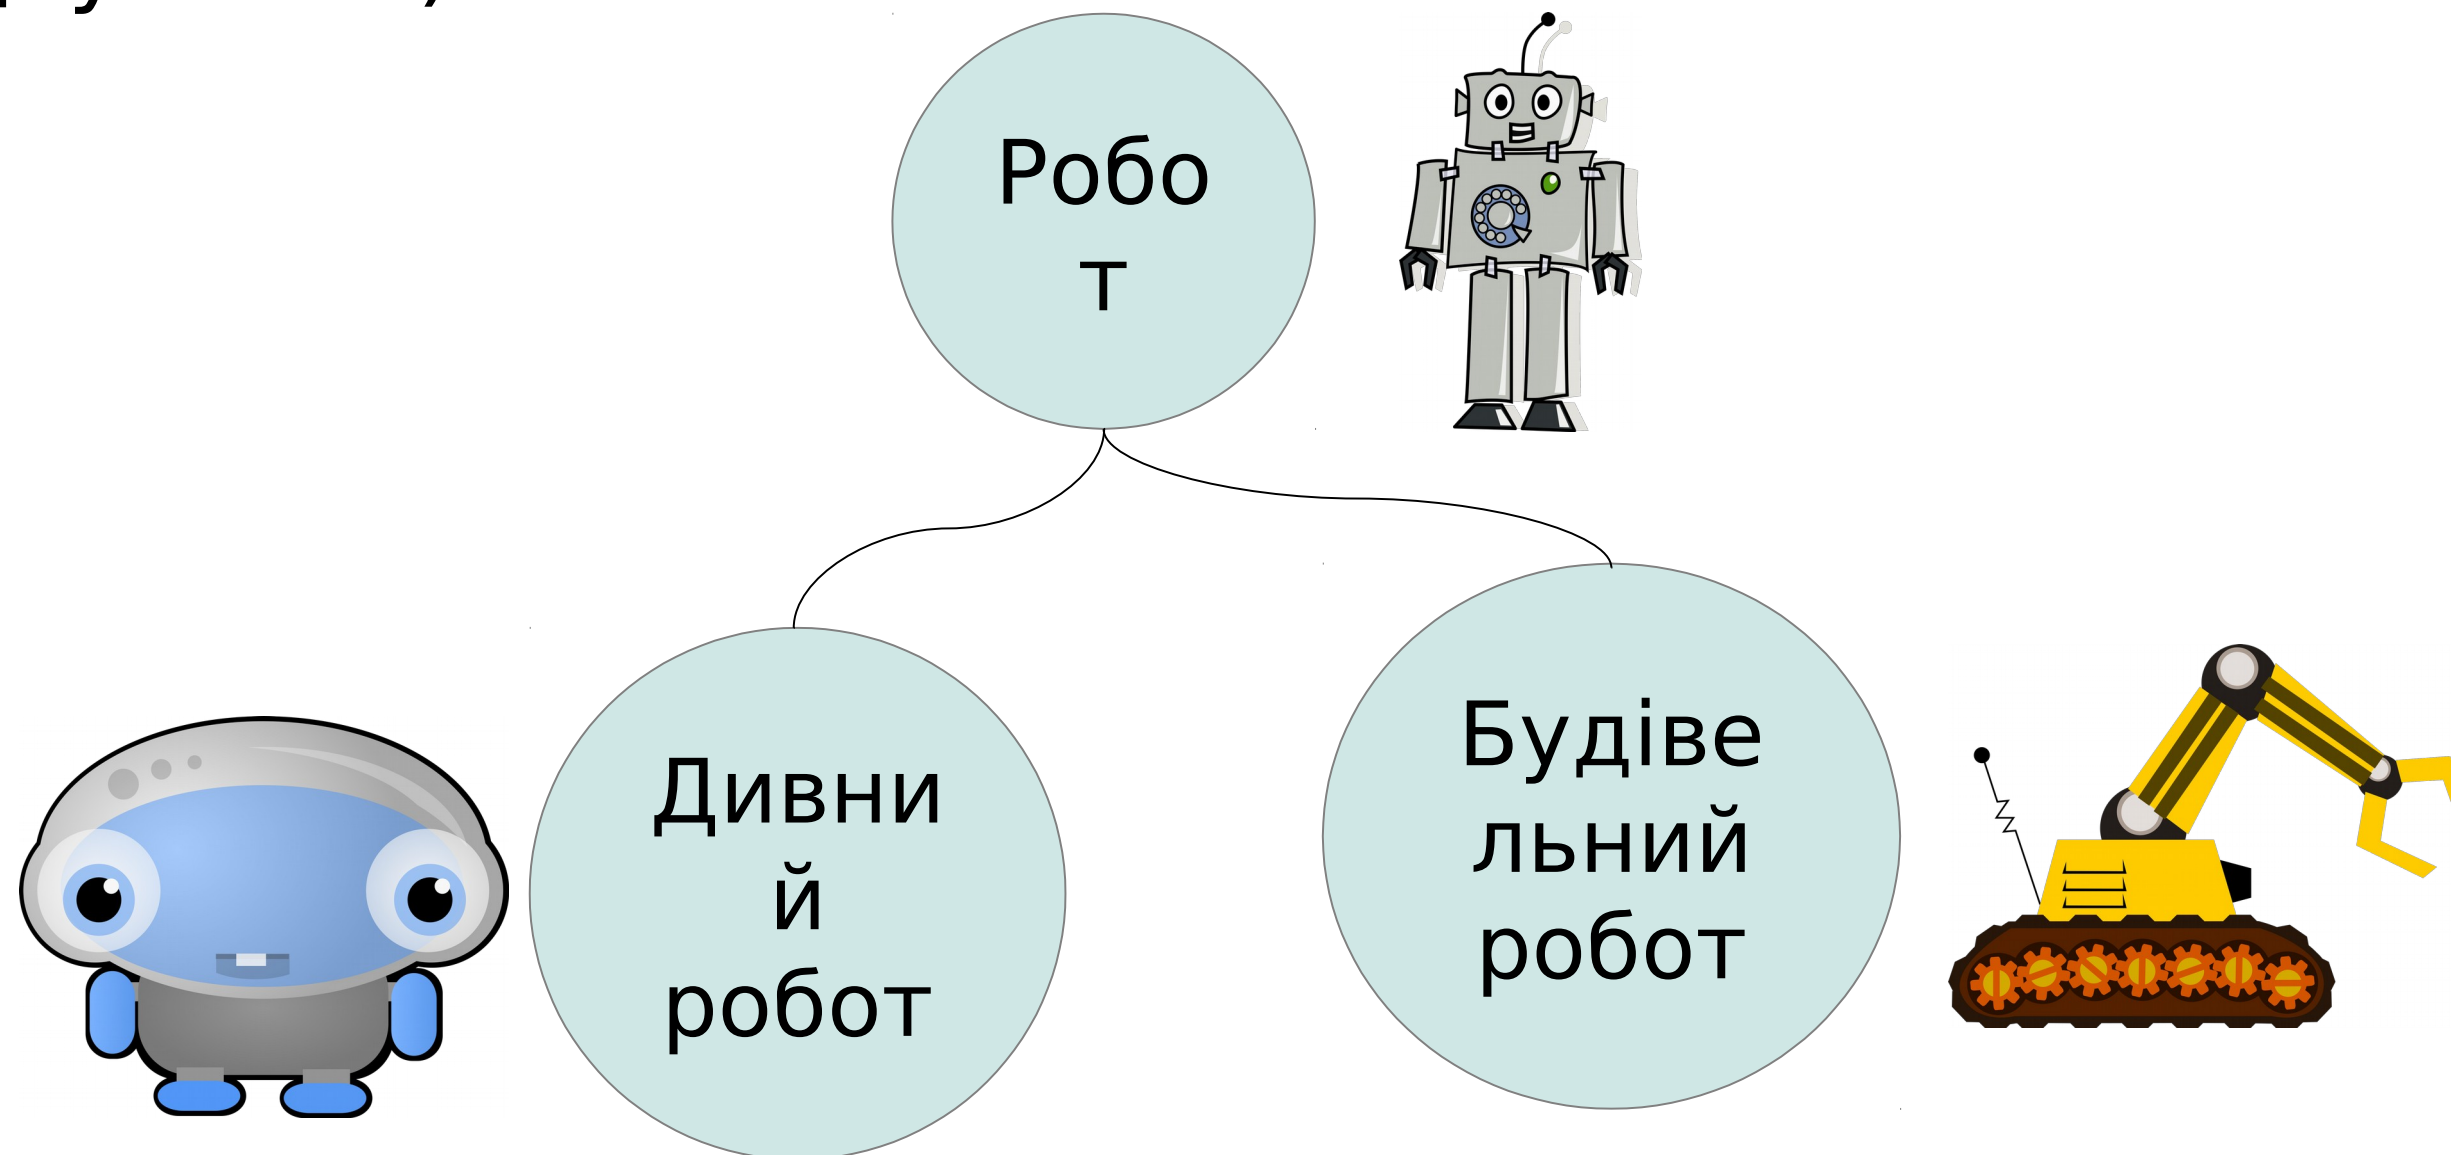 Робо
т
Дивни
й
робот
Будіве
льний
робот